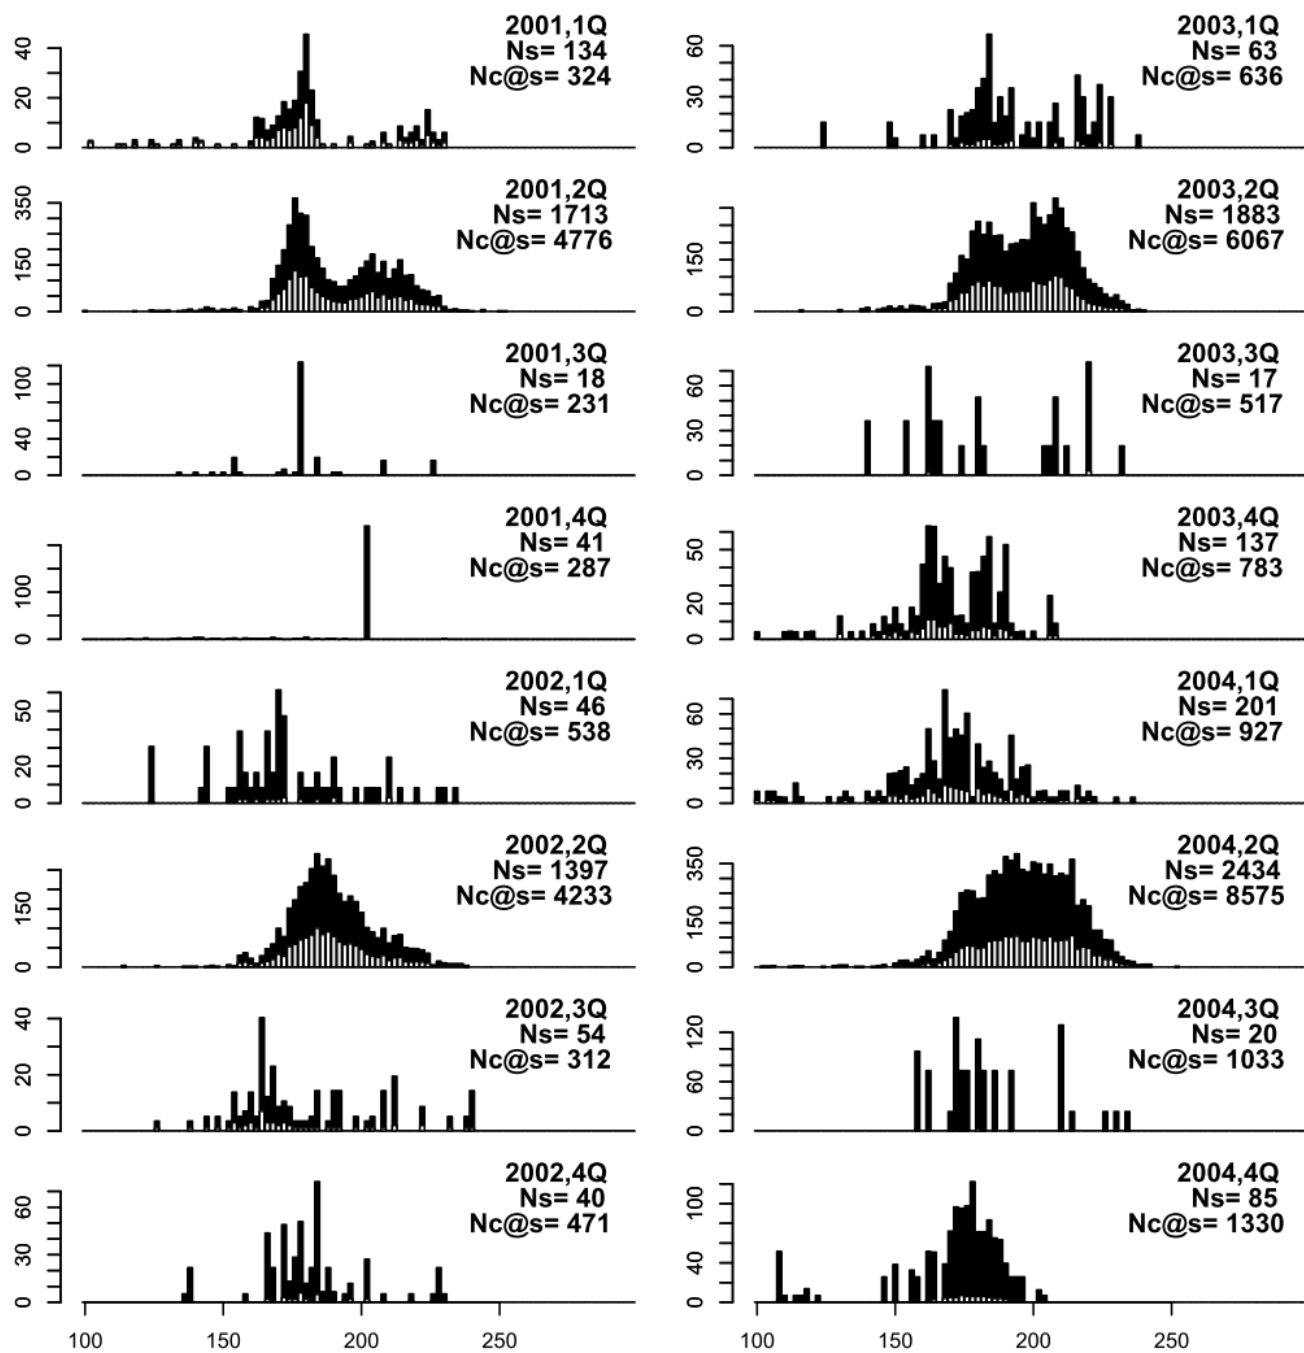 2001,1Q
Ns= 134
Nc@s= 324
0 20 40
2001,2Q
Ns= 1713
Nc@s= 4776
0 150 350
2001,3Q
Ns= 18
Nc@s= 231
0 40 100
2001,4Q
Ns= 41
Nc@s= 287
0 100
2002,1Q
Ns= 46
Nc@s= 538
0 20 50
2002,2Q
Ns= 1397
Nc@s= 4233
0 150
2002,3Q
Ns= 54
Nc@s= 312
0 20 40
2002,4Q
Ns= 40
Nc@s= 471
0 30 60
100 150 200 250
2003,1Q
Ns= 63
Nc@s= 636
0 30 60
2003,2Q
Ns= 1883
Nc@s= 6067
0 150
2003,3Q
Ns= 17
Nc@s= 517
0 30 60
2003,4Q
Ns= 137
Nc@s= 783
0 20 50
2004,1Q
Ns= 201
Nc@s= 927
0 30 60
2004,2Q
Ns= 2434
Nc@s= 8575
0 150 350
2004,3Q
Ns= 20
Nc@s= 1033
0 60 120
2004,4Q
Ns= 85
Nc@s= 1330
0 40 100
100 150 200 250